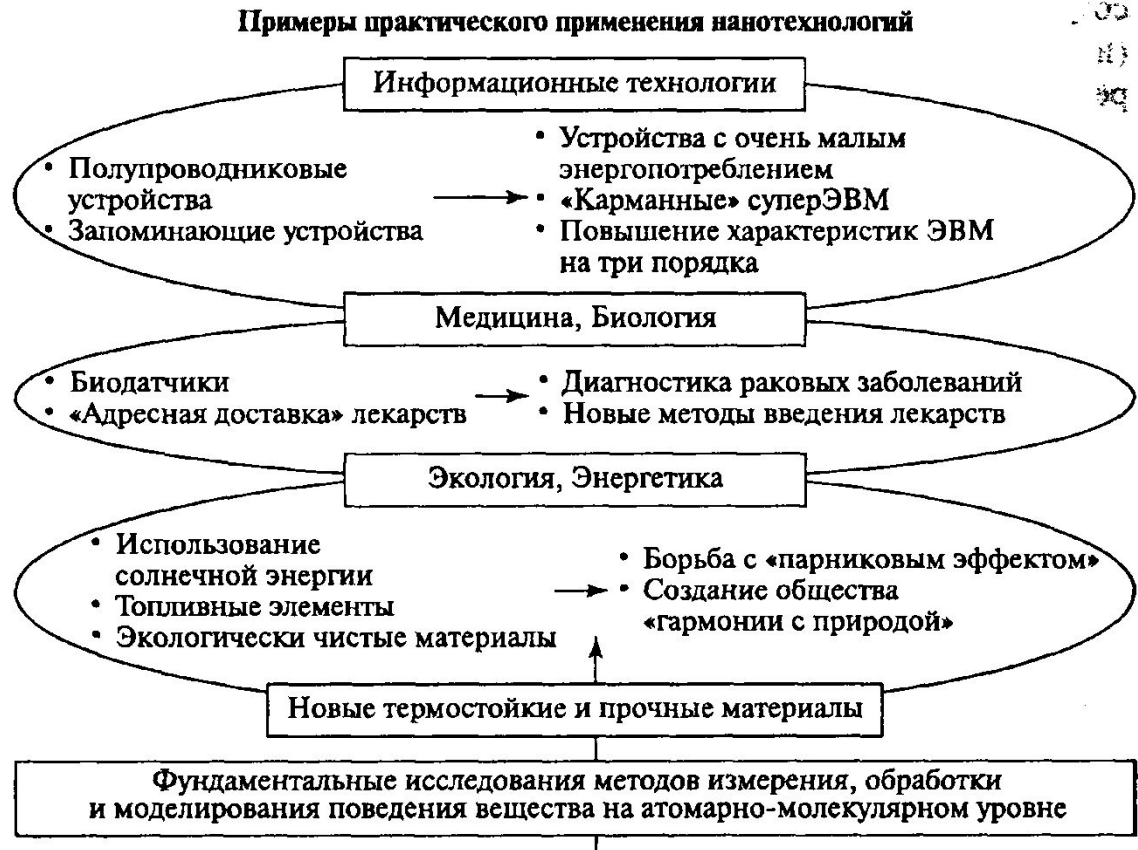 Примеры практического применения нанотехнологий
Информационные технологии
• Полупроводниковые
устройства
• Запоминающие устройства
• Устройства с очень малым
энергопотреблением
• «Карманные» суперЭВМ
• Повышение характеристик ЭВМ
на три порядка
Медицина, Биология
• Биодатчики
• «Адресная доставка» лекарств
• Диагностика раковых заболеваний
• Новые методы введения лекарств
Экология, Энергетика
• Использование
солнечной энергии
• Топливные элементы
• Экологически чистые материалы
• Борьба с «парниковым эффектом»
• Создание общества
«гармонии с природой»
Новые термостойкие и прочные материалы
Фундаментальные исследования методов измерения, обработки
и моделирования поведения вещества на атомарно-молекулярном уровне